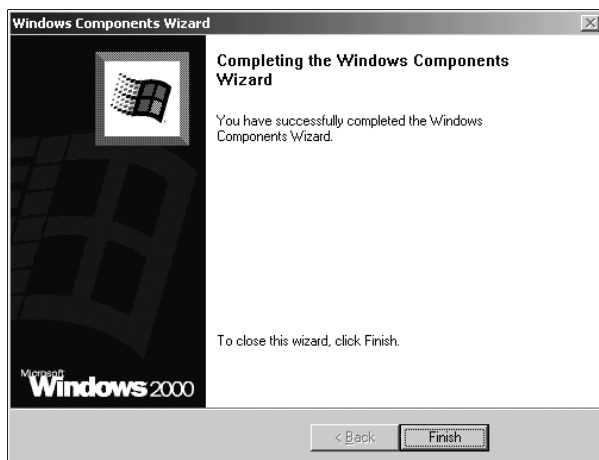 Windows Components Wizard
Completing the Windows Components
Wizard
You have successfully completed the Windows
Components Wizard.
To close this wizard, click Finish.
Microsoft
Windows 2000
< Back
Finish